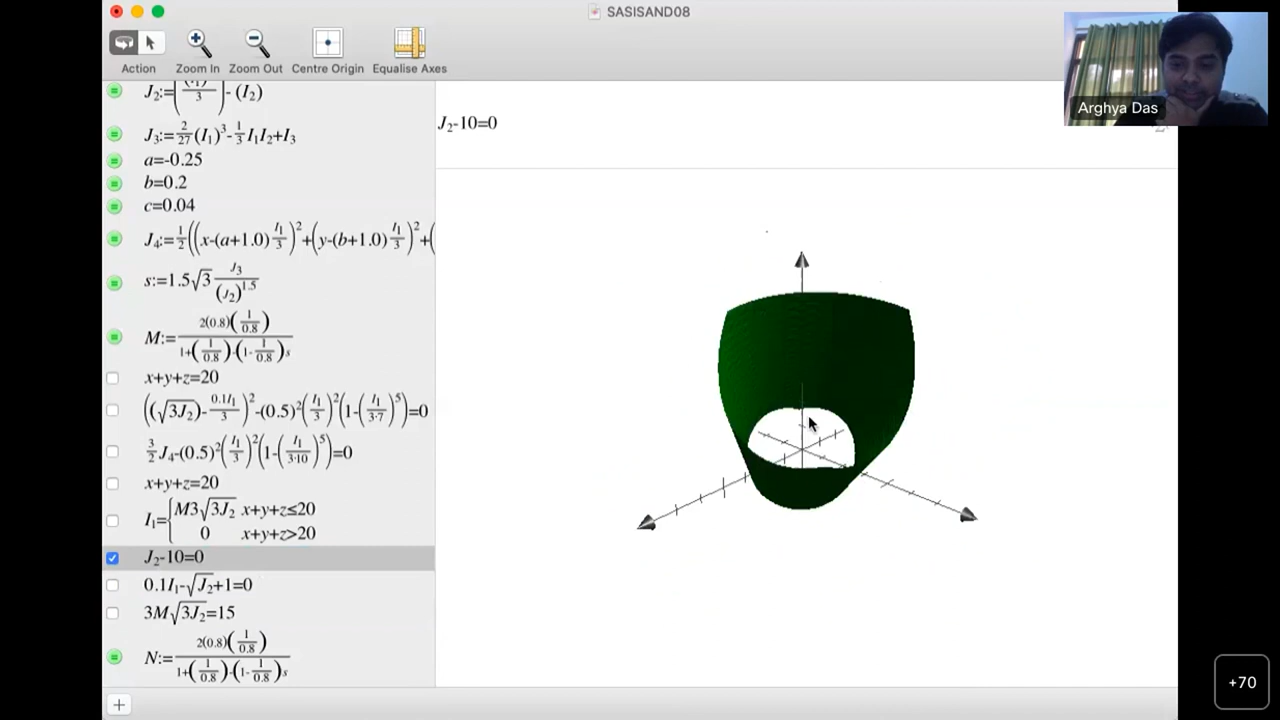 SASISAND08
Action
Zoom In
Zoom Out
Centre Origin
Equalise Axes
Arghya Das
J₂:=(―/3) - (I₂)
J₃:=2/27(I₁)³-1/3I₁I₂+I₃
a=-0.25
b=0.2
c=0.04
J₄:=1/2((x-(a+1.0)I₁/3)²+(y-(b+1.0)I₁/3)²+(
s:=1.5√3 J₃/(J₂)^1.5
M:=2(0.8)(1/0.8)/1+(1/0.8)-(1-1/0.8)s
x+y+z=20
((√3J₂)-0.1I₁/3)²-(0.5)²(I₁/3)²(1-(I₁/3·7)⁵)=0
3/2J₄-(0.5)²(I₁/3)²(1-(I₁/3·10)⁵)=0
x+y+z=20
I₁={M3√3J₂ x+y+z≤20
0 x+y+z>20
J₂-10=0
0.1I₁-√J₂+1=0
3M√3J₂=15
N:=2(0.8)(1/0.8)/1+(1/0.8)-(1-1/0.8)s
J₂-10=0
+70